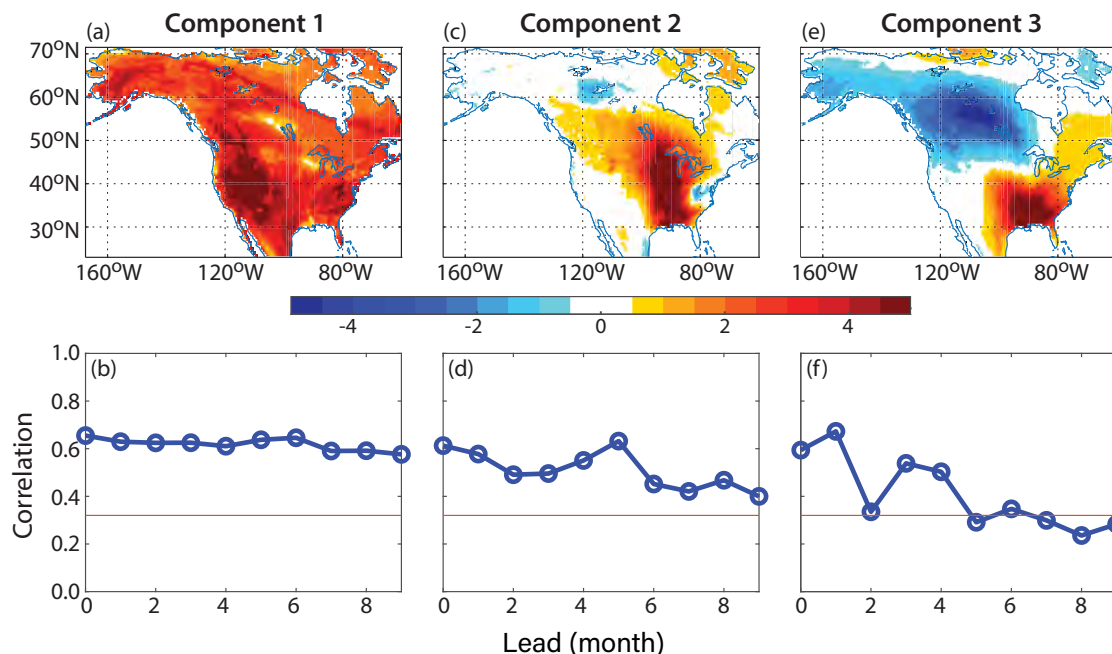 Component 1
Component 2
Component 3
(a)
(c)
(e)
70°N
60°N
50°N
40°N
30°N
160°W
120°W
80°W
160°W
120°W
80°W
160°W
120°W
80°W
-4
-2
0
2
4
(b)
(d)
(f)
Correlation
1.0
0.8
0.6
0.4
0.2
0.0
0
2
4
6
8
0
2
4
6
8
0
2
4
6
8
Lead (month)